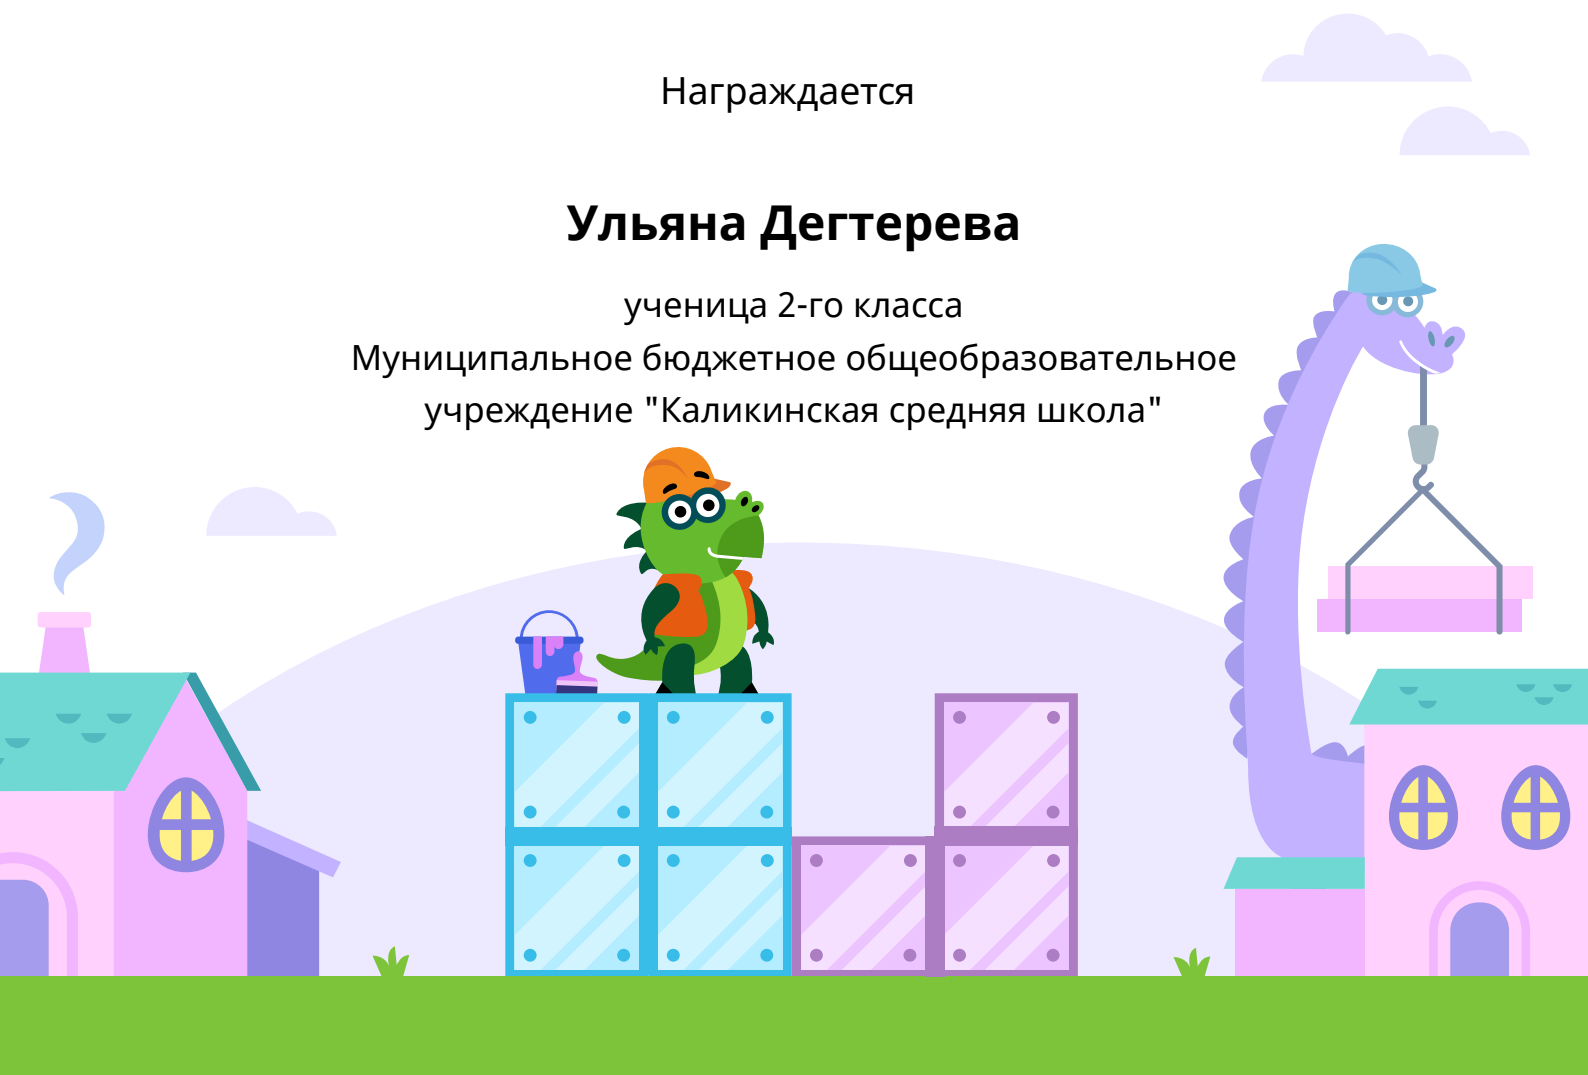 Награждается
Ульяна Дегтерева
ученица 2-го класса
Муниципальное бюджетное общеобразовательное
учреждение "Каликинская средняя школа"